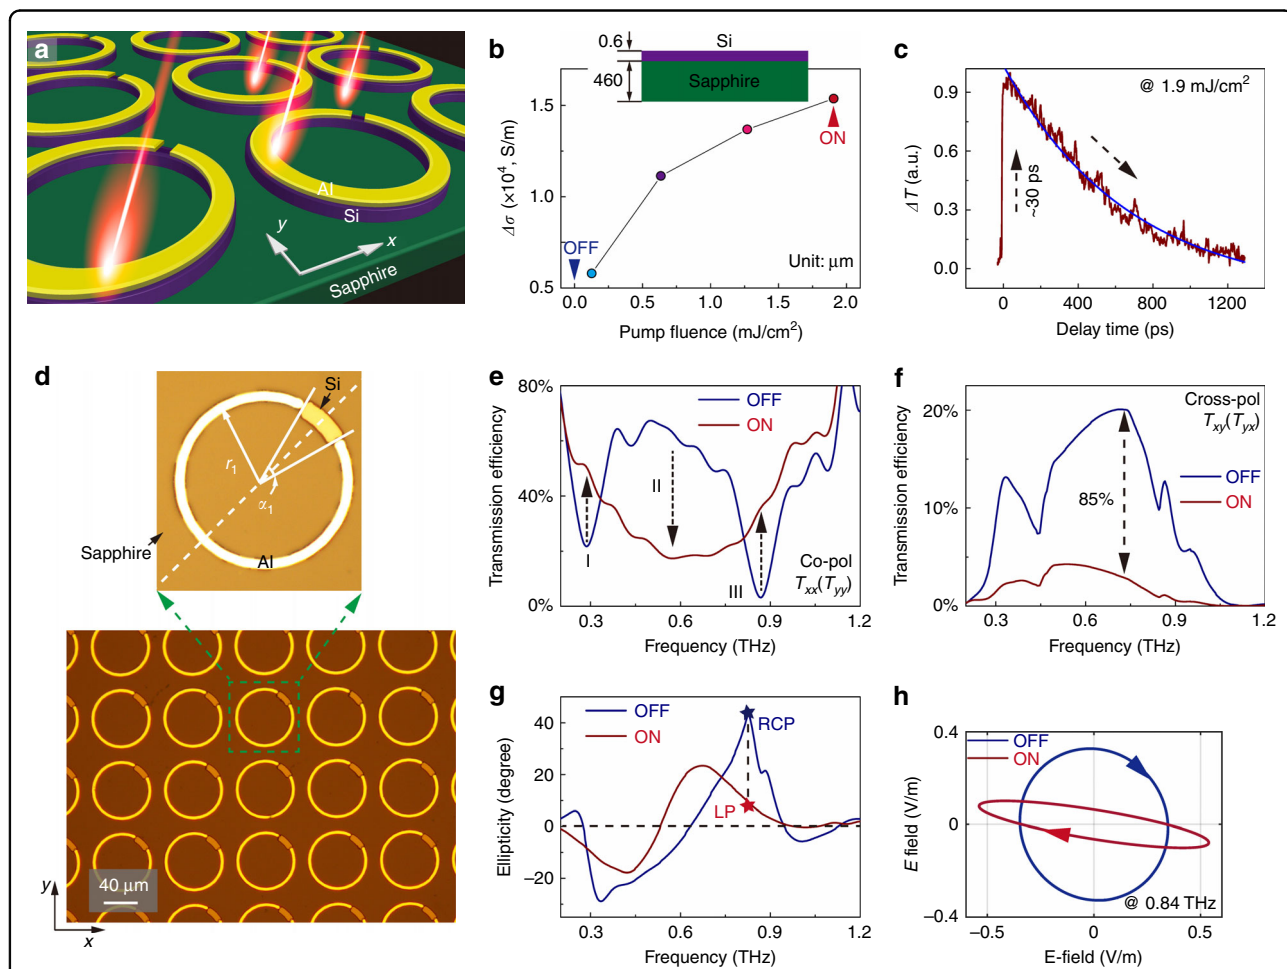 a
Al
Si
y
x
Sapphire
b
0.6
Si
460
Sapphire
Δσ (×10⁴, S/m)
1.5
1.0
0.5
OFF
ON
Unit: μm
0.0
0.5
1.0
1.5
2.0
Pump fluence (mJ/cm²)
c
@ 1.9 mJ/cm²
ΔT (a.u.)
0.9
0.6
0.3
0.0
~30 ps
0
400
800
1200
Delay time (ps)
d
Si
r₁
α₁
Sapphire
Al
40 μm
y
x
e
Transmission efficiency
80%
40%
0%
OFF
ON
I
II
III
Co-pol
Txx(Tyy)
0.3
0.6
0.9
1.2
Frequency (THz)
f
Transmission efficiency
20%
10%
0%
Cross-pol
Txy(Tyx)
OFF
ON
85%
0.3
0.6
0.9
1.2
Frequency (THz)
g
Ellipticity (degree)
40
20
0
−20
OFF
ON
RCP
LP
0.3
0.6
0.9
1.2
Frequency (THz)
h
E field (V/m)
0.4
0
−0.4
OFF
ON
@ 0.84 THz
−0.5
0
0.5
E-field (V/m)